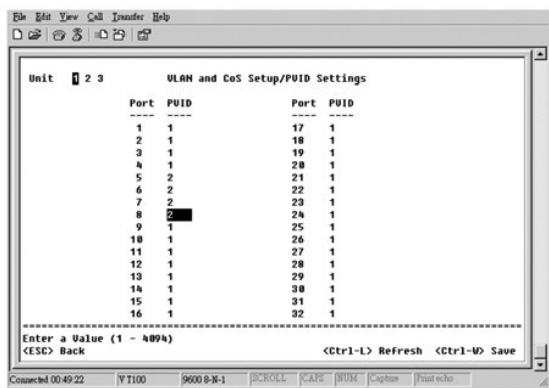 File Edit View Call Transfer Help
Unit 1 2 3 VLAN and CoS Setup/PVID Settings
Port PVID Port PVID
---- ---- ---- ----
1 1 17 1
2 1 18 1
3 1 19 1
4 1 20 1
5 2 21 1
6 2 22 1
7 2 23 1
8 2 24 1
9 1 25 1
10 1 26 1
11 1 27 1
12 1 28 1
13 1 29 1
14 1 30 1
15 1 31 1
16 1 32 1
Enter a Value (1 - 4094)
<ESC> Back <Ctrl-L> Refresh <Ctrl-W> Save
Connected 00:49:22 VT100 9600 8-N-1 SCROLL CAPS NUM Capture Print echo